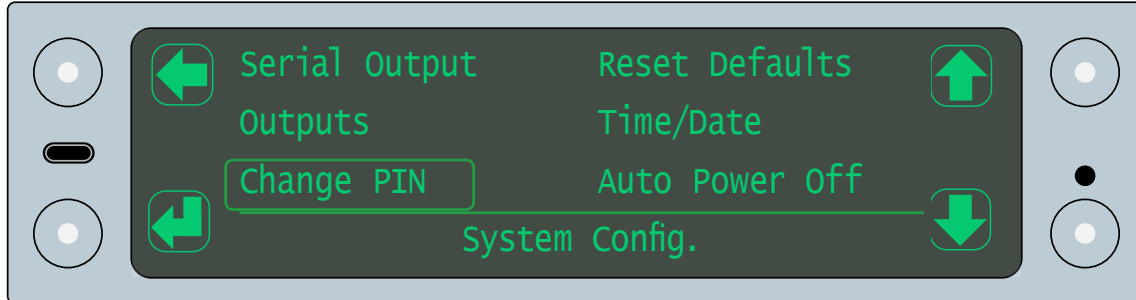 Serial Output Reset Defaults
Outputs Time/Date
Change PIN Auto Power Off
System Config.